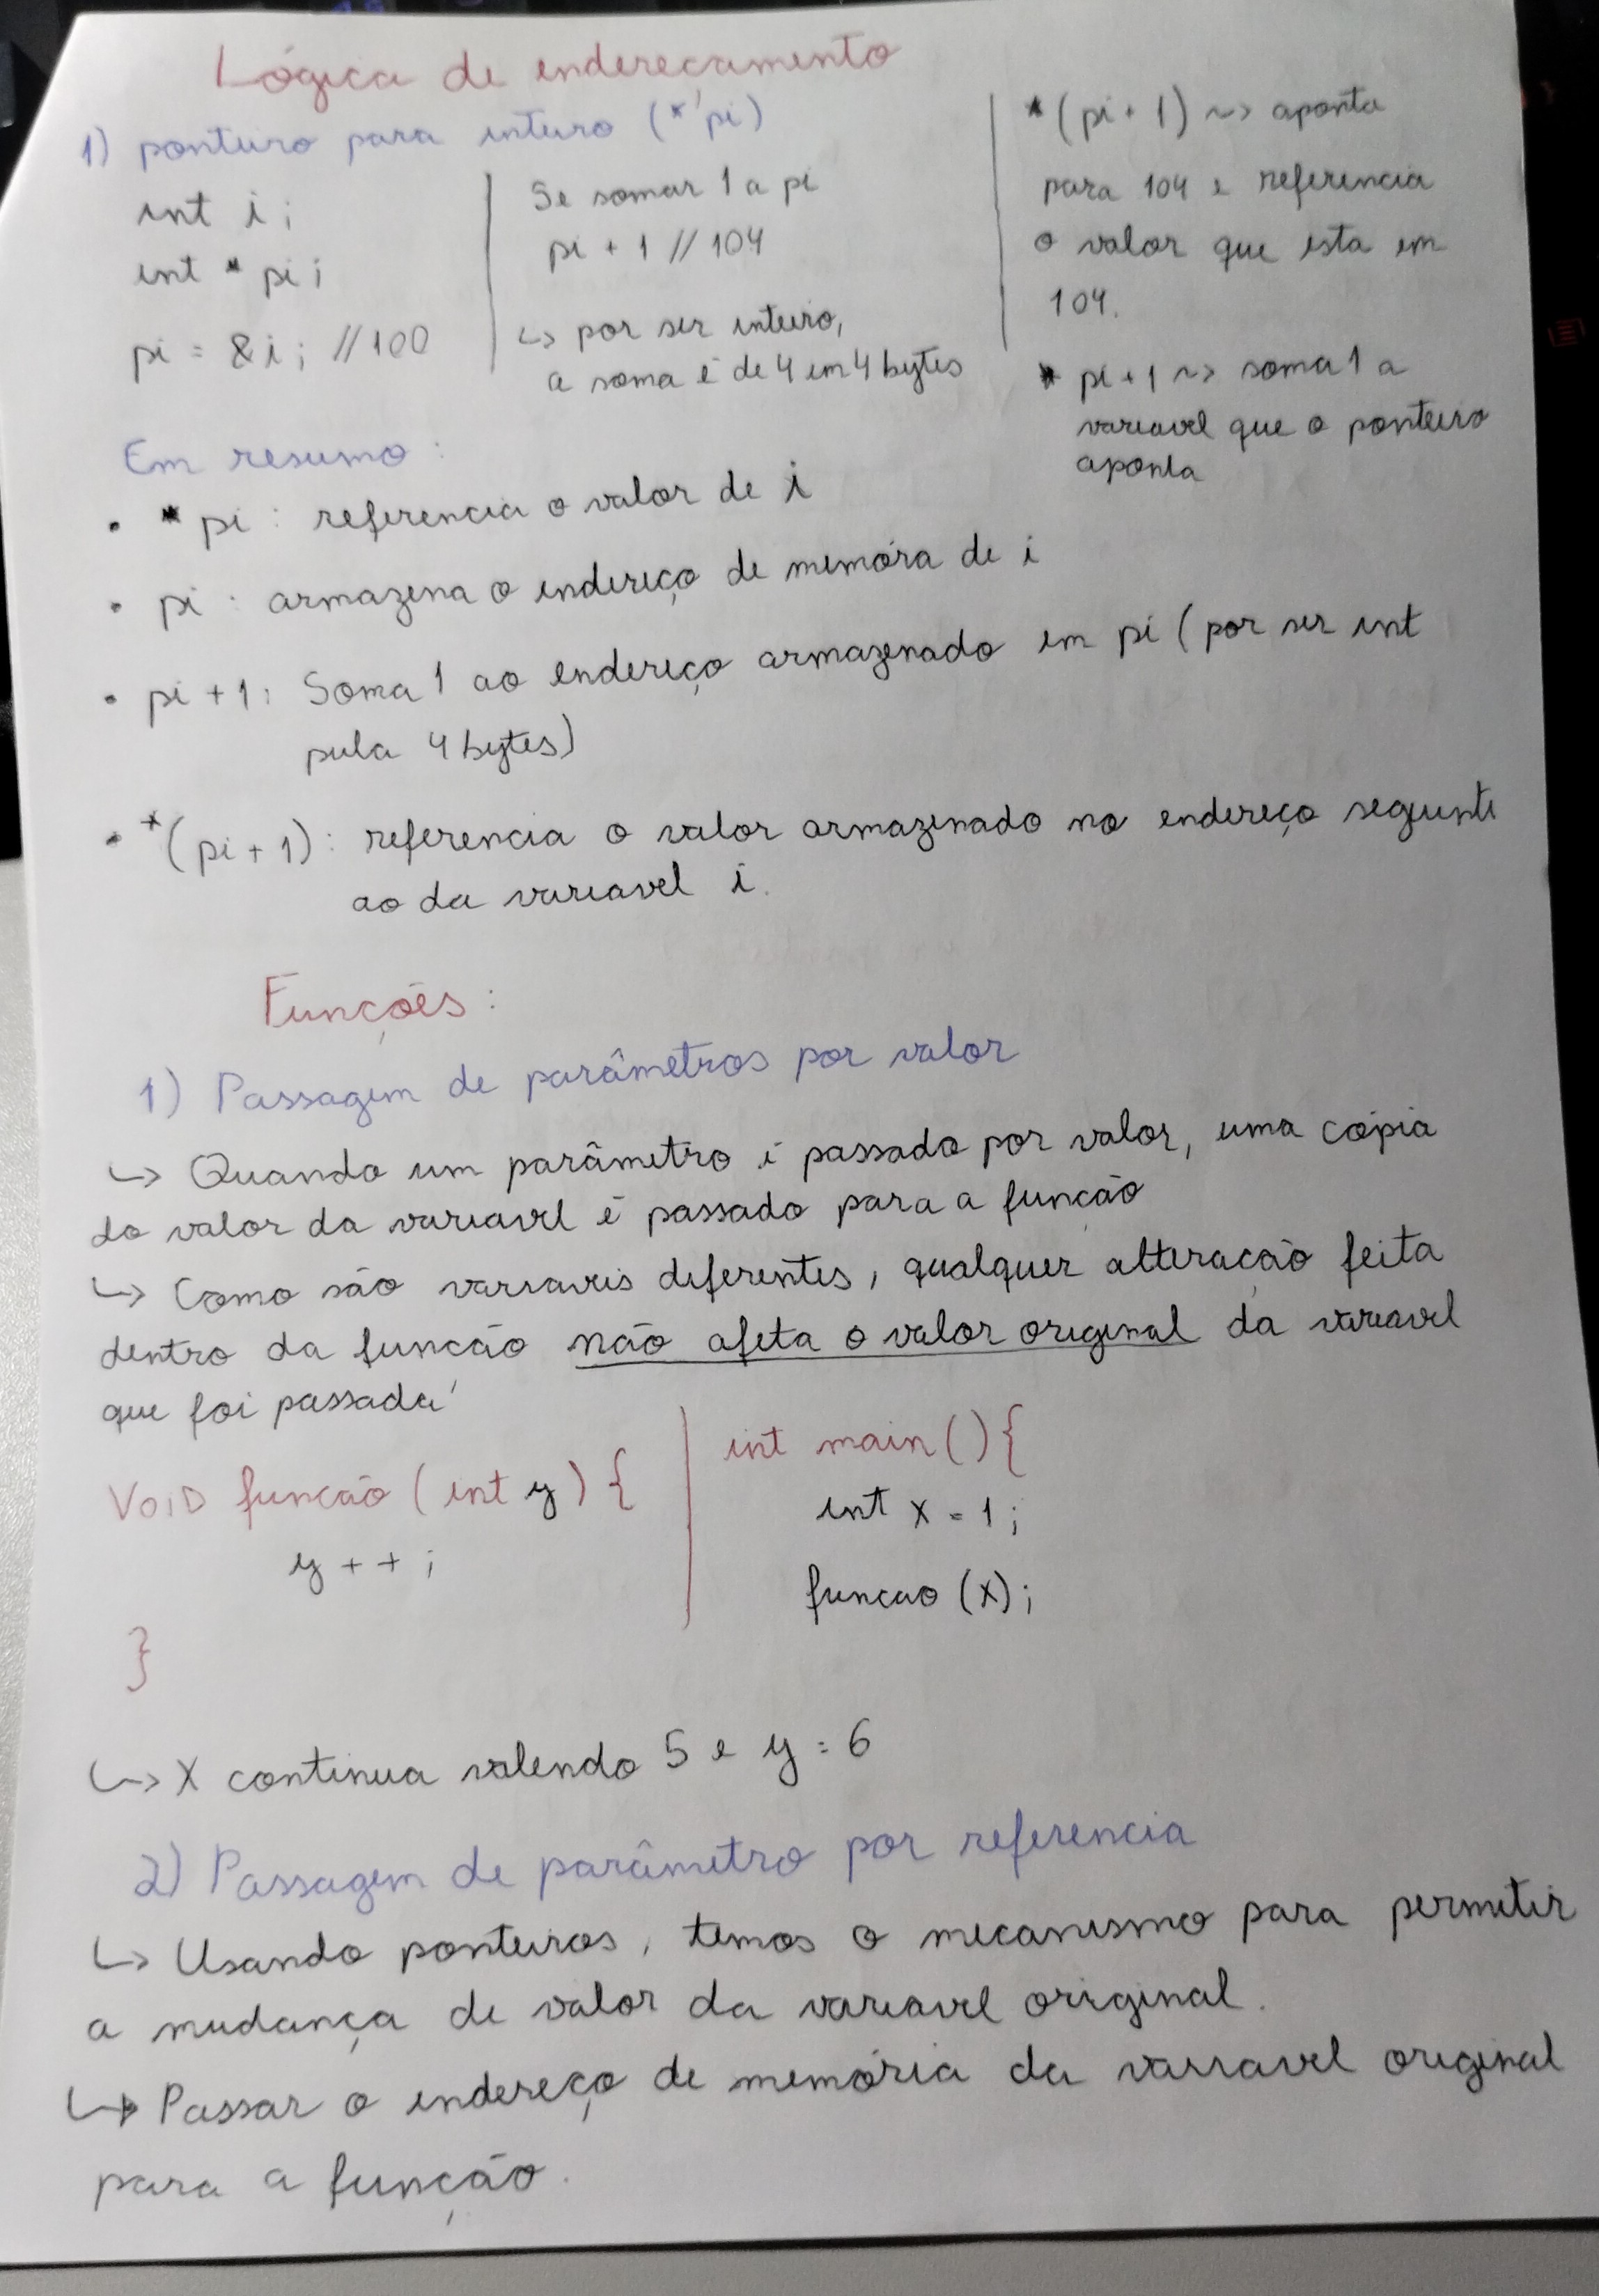 Lógica de endereçamento
1) ponteiro para inteiro (*pi)
int i;
int * pi;
pi = &i; //100
Se somar 1 a pi
pi + 1 // 104
↳ por ser inteiro,
a soma é de 4 em 4 bytes
*(pi + 1) ~> aponta
para 104 e referencia
o valor que esta em
104.
* pi + 1 ~> soma 1 a
variavel que o ponteiro
aponta
Em resumo:
• *pi : referencia o valor de i
• pi : armazena o endereço de memóra de i
• pi + 1: Soma 1 ao endereço armazenado em pi (por ser int
pula 4 bytes)
• *(pi + 1): referencia o valor armazenado no endereço seguinte
ao da variavel i.
Funções:
1) Passagem de parâmetros por valor
↳ Quando um parâmetro é passado por valor, uma cópia
do valor da variavel é passado para a função
↳ Como são variaveis diferentes, qualquer alteração feita
dentro da funcão não afeta o valor original da variavel
que foi passada
VOID funcão (int y) {
y + + ;
}
int main () {
int x = 1;
funcao (x);
↳ X continua valendo 5 e y = 6
2) Passagem de parâmetro por referencia
↳ Usando ponteiros, temos o mecanismo para permitir
a mudança de valor da variavel original.
↳ Passar o endereço de memória da variavel original
para a função.